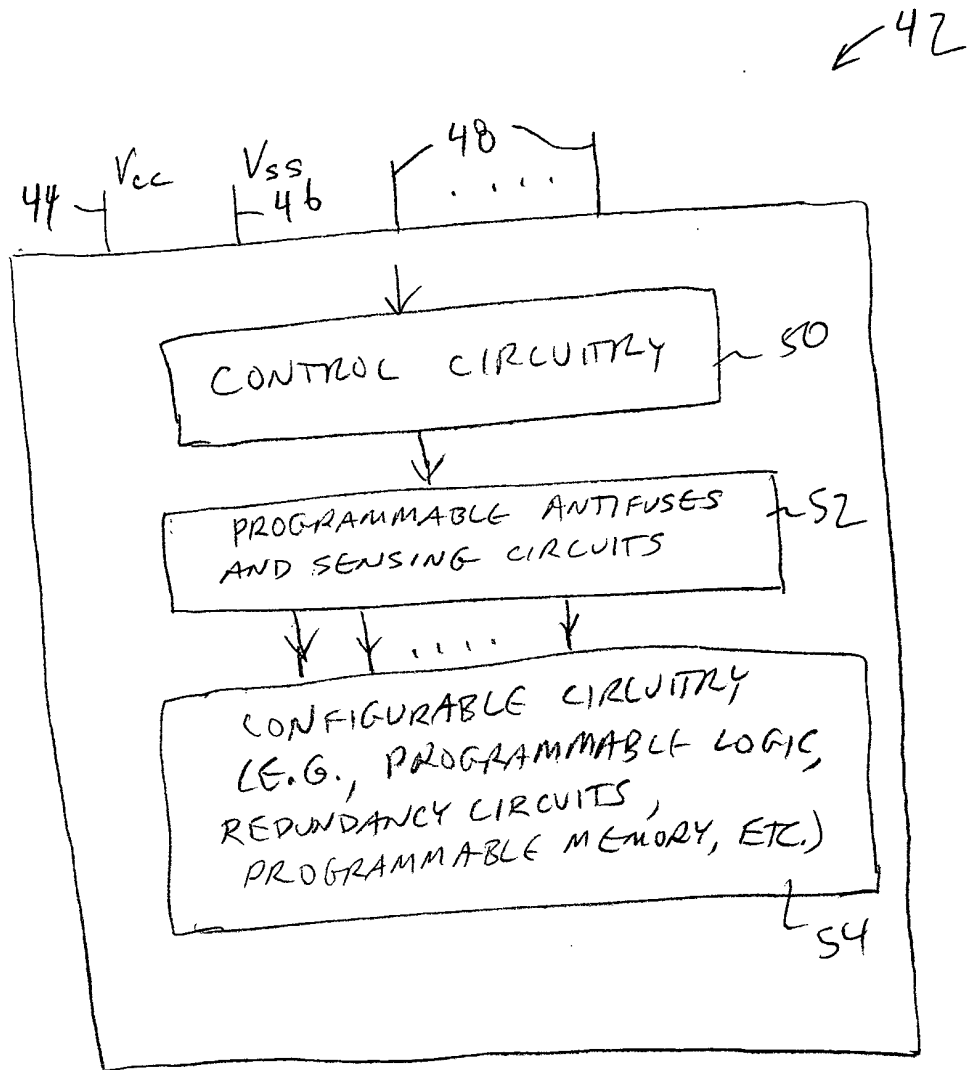 42
48
Vcc
Vss
44
46
CONTROL CIRCUITRY
50
PROGRAMMABLE ANTIFUSES
AND SENSING CIRCUITS
52
CONFIGURABLE CIRCUITRY
(E.G., PROGRAMMABLE LOGIC,
REDUNDANCY CIRCUITS,
PROGRAMMABLE MEMORY, ETC.)
54